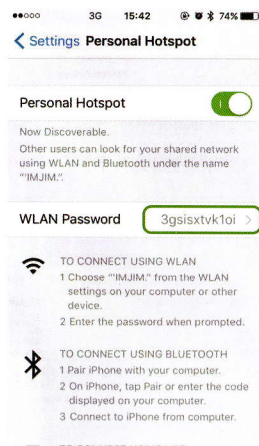 3G 15:42 74%
Settings Personal Hotspot
Personal Hotspot
Now Discoverable.
Other users can look for your shared network
using WLAN and Bluetooth under the name
"'IMJIM.".
WLAN Password 3gsisxtvk1oi
TO CONNECT USING WLAN
1 Choose "'IMJIM." from the WLAN
settings on your computer or other
device.
2 Enter the password when prompted.
TO CONNECT USING BLUETOOTH
1 Pair iPhone with your computer.
2 On iPhone, tap Pair or enter the code
displayed on your computer.
3 Connect to iPhone from computer.